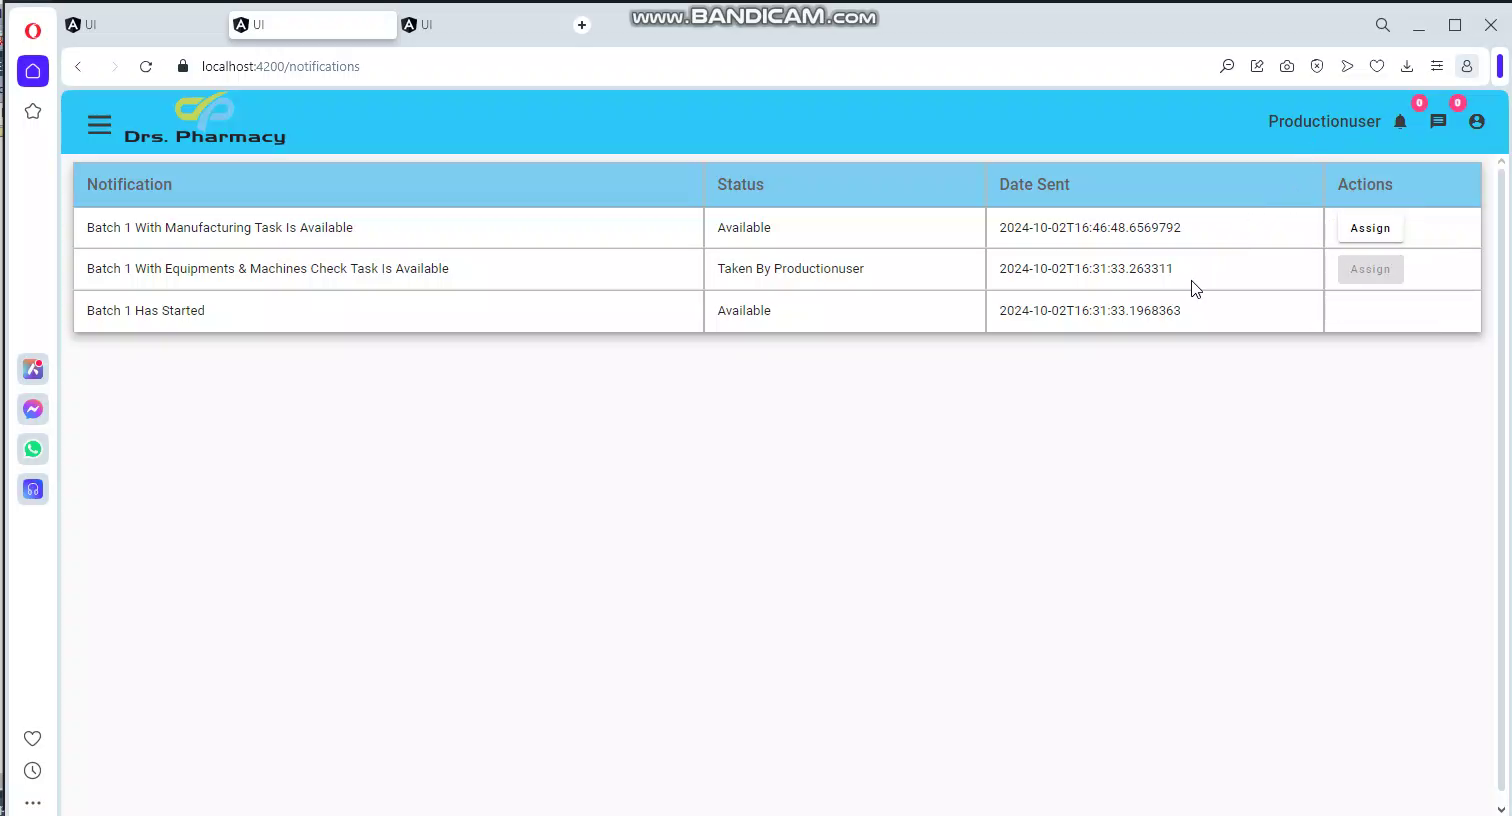 www.BANDICAM.com
UI
UI
UI
localhost:4200/notifications
Drs. Pharmacy
Productionuser
0
0
Notification Status Date Sent Actions
Batch 1 With Manufacturing Task Is Available Available 2024-10-02T16:46:48.6569792 Assign
Batch 1 With Equipments & Machines Check Task Is Available Taken By Productionuser 2024-10-02T16:31:33.263311 Assign
Batch 1 Has Started Available 2024-10-02T16:31:33.1968363